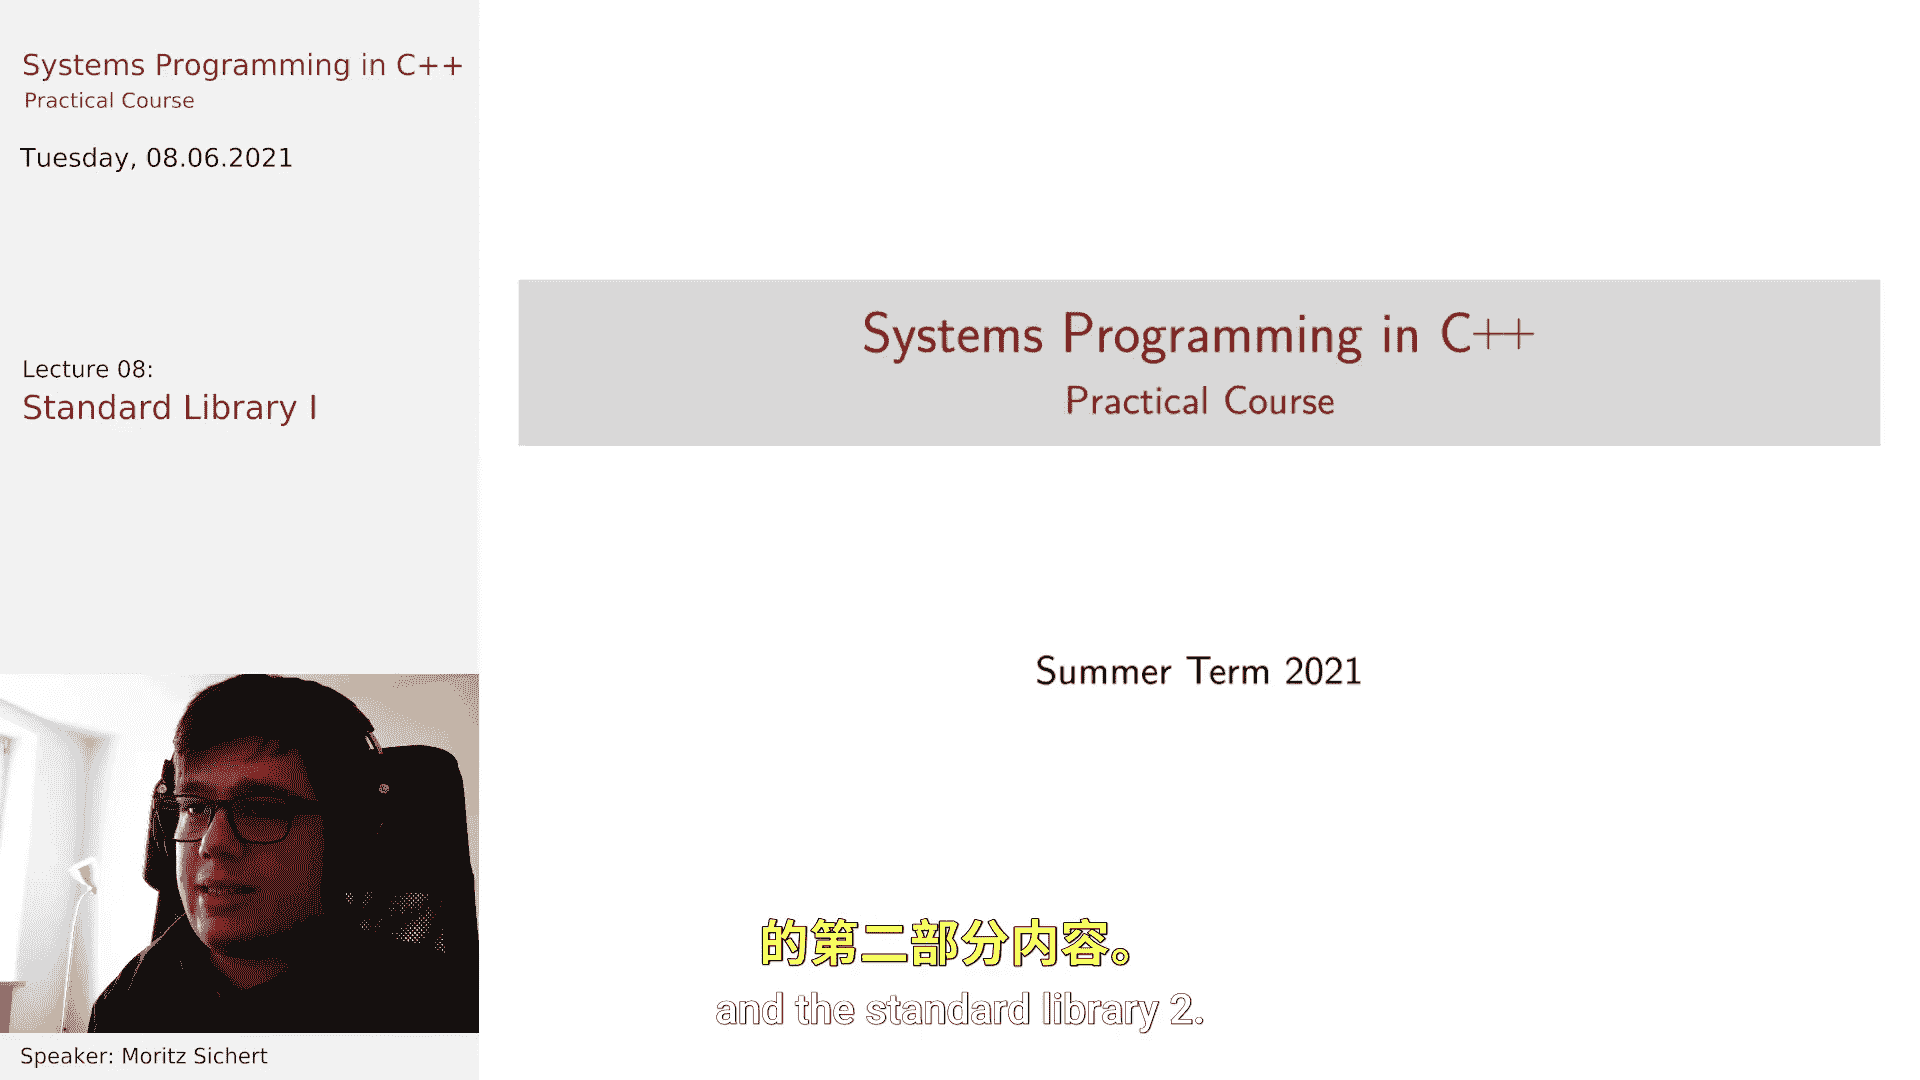 Systems Programming in C++
Practical Course
Tuesday, 08.06.2021
Lecture 08:
Standard Library I
Speaker: Moritz Sichert
Systems Programming in C++
Practical Course
Summer Term 2021
的第二部分内容。
and the standard library 2.